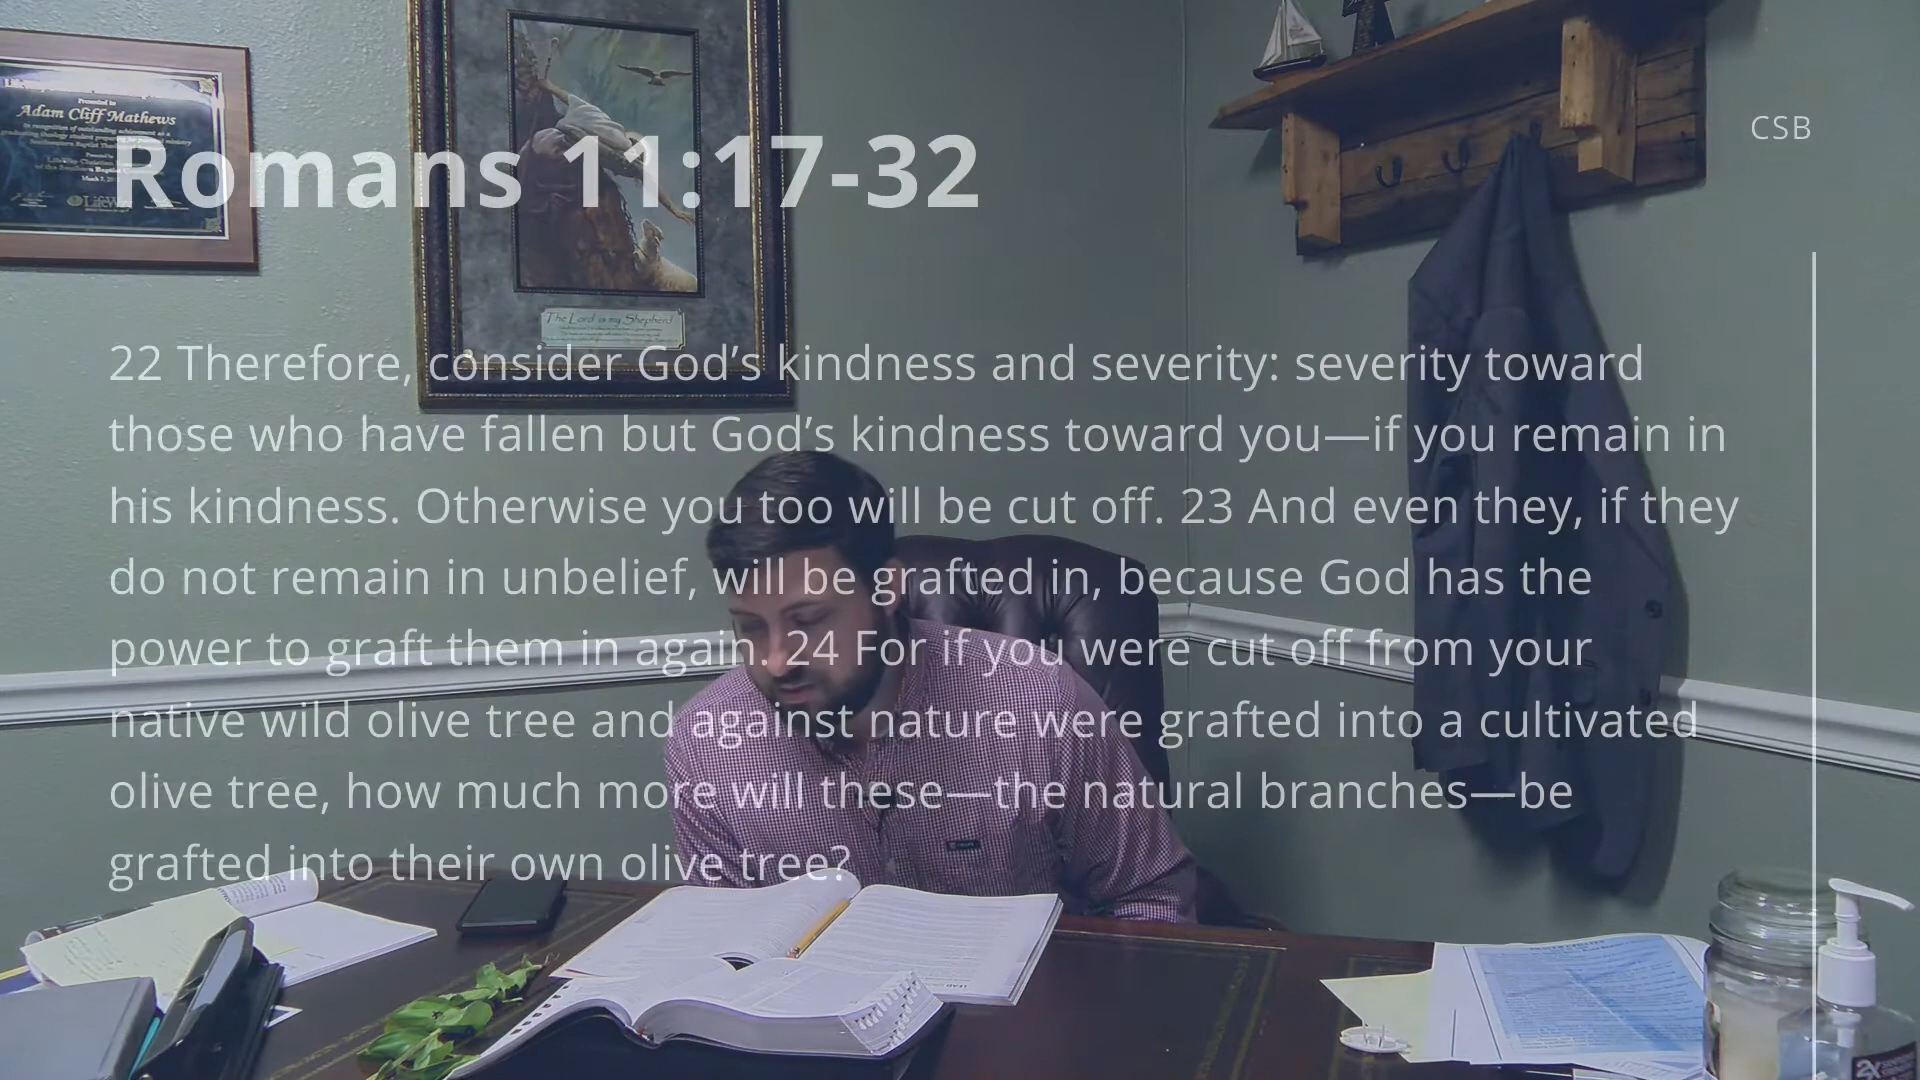 Presented to
Adam Cliff Mathews
CSB
Romans 11:17-32
The Lord is my Shepherd
22 Therefore, consider God’s kindness and severity: severity toward
those who have fallen but God’s kindness toward you—if you remain in
his kindness. Otherwise you too will be cut off. 23 And even they, if they
do not remain in unbelief, will be grafted in, because God has the
power to graft them in again. 24 For if you were cut off from your
native wild olive tree and against nature were grafted into a cultivated
olive tree, how much more will these—the natural branches—be
grafted into their own olive tree?
2X